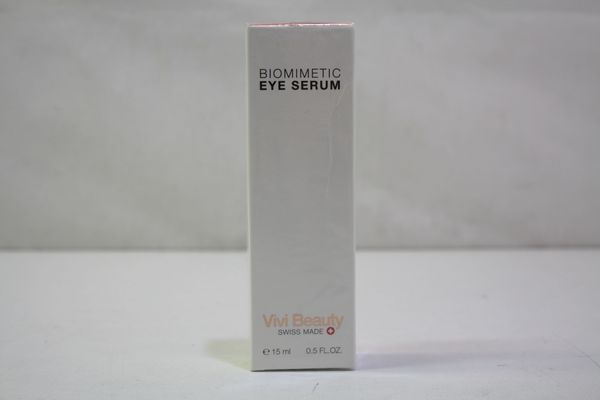 BIOMIMETIC
EYE SERUM
Vivi Beauty
SWISS MADE
℮ 15 ml 0.5 FL.OZ.